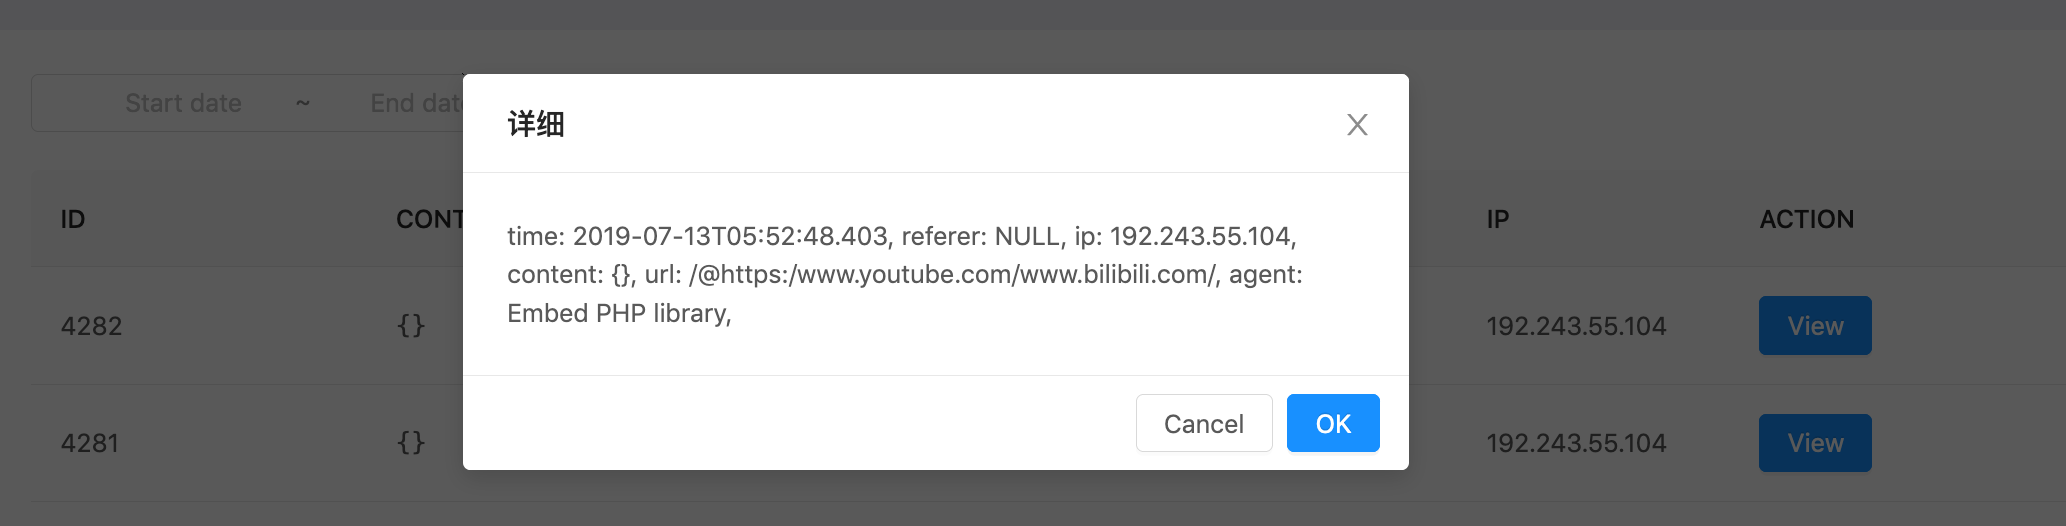 Start date ~ End date
详细
X
ID CONT IP ACTION
time: 2019-07-13T05:52:48.403, referer: NULL, ip: 192.243.55.104,
content: {}, url: /@https:/www.youtube.com/www.bilibili.com/, agent:
Embed PHP library,
4282 {} 192.243.55.104 View
Cancel OK
4281 {} 192.243.55.104 View